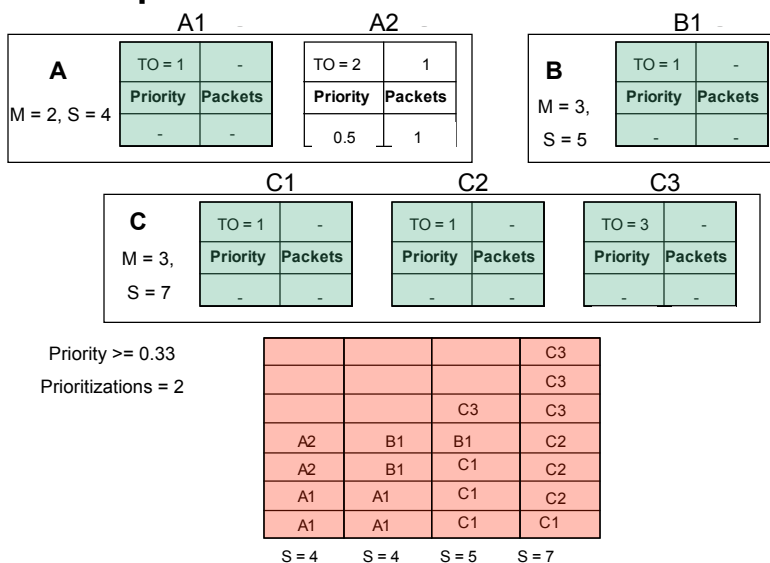 A1 A2 B1
A
M = 2, S = 4
TO = 1 -
Priority Packets
- -
TO = 2 1
Priority Packets
0.5 1
B
M = 3,
S = 5
TO = 1 -
Priority Packets
- -
C1 C2 C3
C
M = 3,
S = 7
TO = 1 -
Priority Packets
- -
TO = 1 -
Priority Packets
- -
TO = 3 -
Priority Packets
- -
Priority >= 0.33
Prioritizations = 2
C3
C3
C3 C3
A2 B1 B1 C2
A2 B1 C1 C2
A1 A1 C1 C2
A1 A1 C1 C1
S = 4 S = 4 S = 5 S = 7